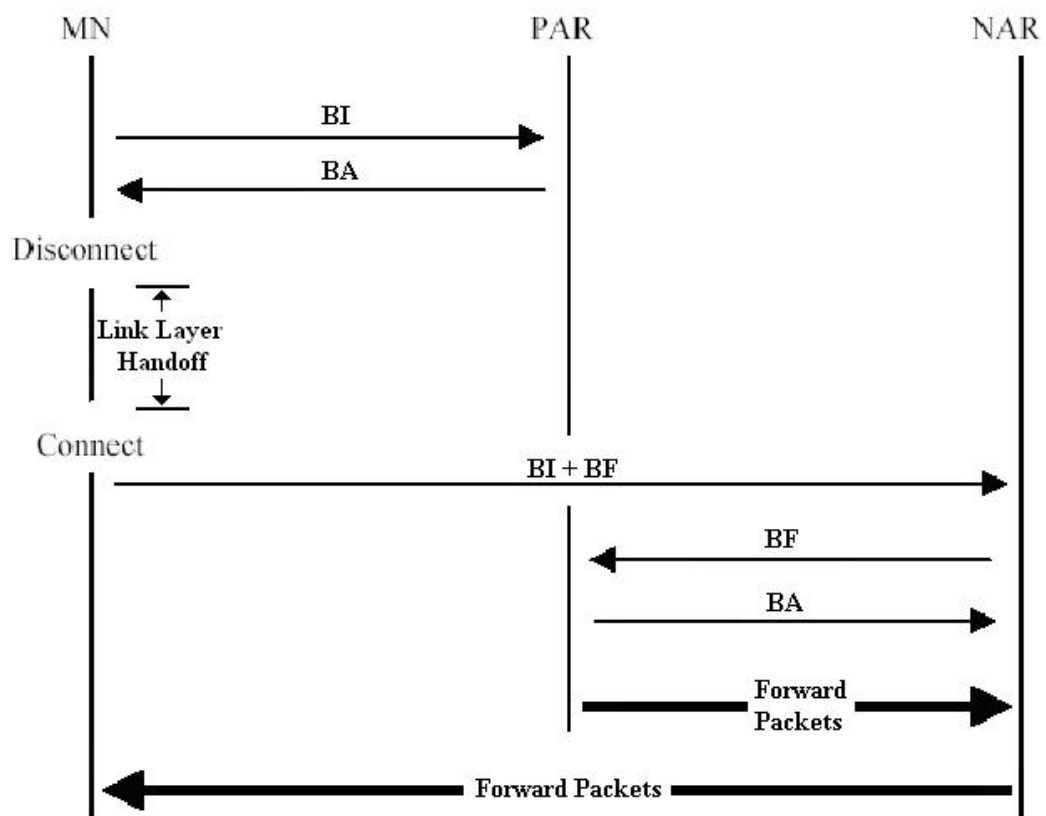 MN PAR NAR
BI
BA
Disconnect
Link Layer
Handoff
Connect
BI + BF
BF
BA
Forward
Packets
Forward Packets